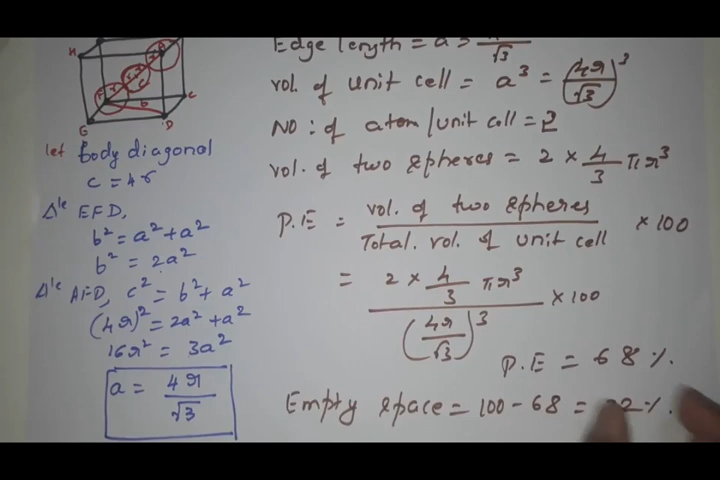 H
A
C
F
b
C
G
D
let body diagonal
c = 4r
Δle EFD,
b² = a² + a²
b² = 2a²
Δle AFD, c² = b² + a²
(4r)² = 2a² + a²
16r² = 3a²
a = 4r/√3
Edge length = a =
√3
vol. of unit cell = a³ = (4r/√3)³
NO: of atom/unit cell = 2
vol. of two spheres = 2 × 4/3 πr³
P.E = vol. of two spheres / Total. vol. of unit cell × 100
= 2 × 4/3 πr³ / (4r/√3)³ × 100
P.E = 68%.
Empty space = 100 - 68 =